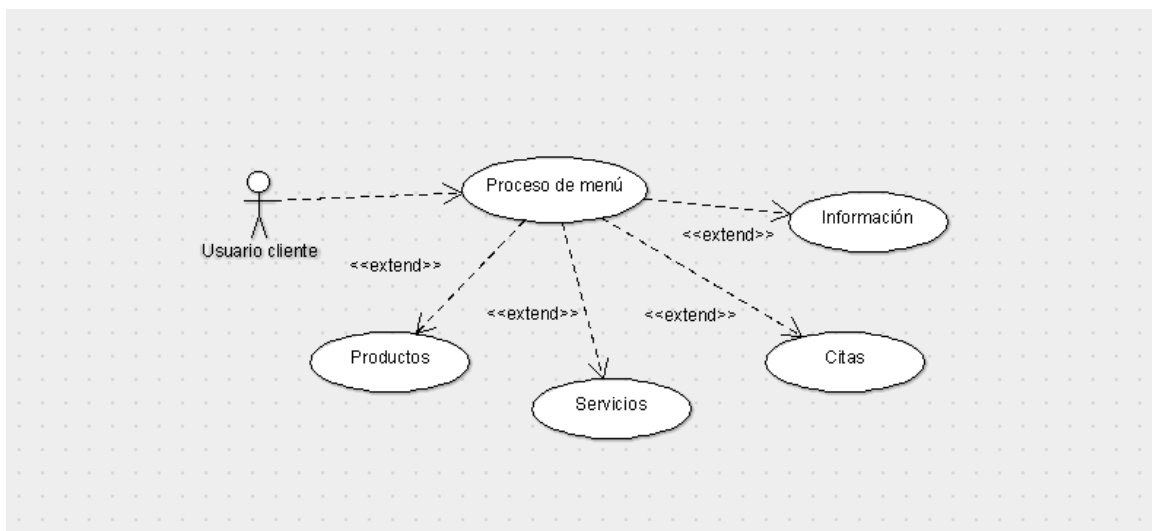 Proceso de menú
Información
<<extend>>
Usuario cliente
<<extend>>
<<extend>>
<<extend>>
Productos
Citas
Servicios